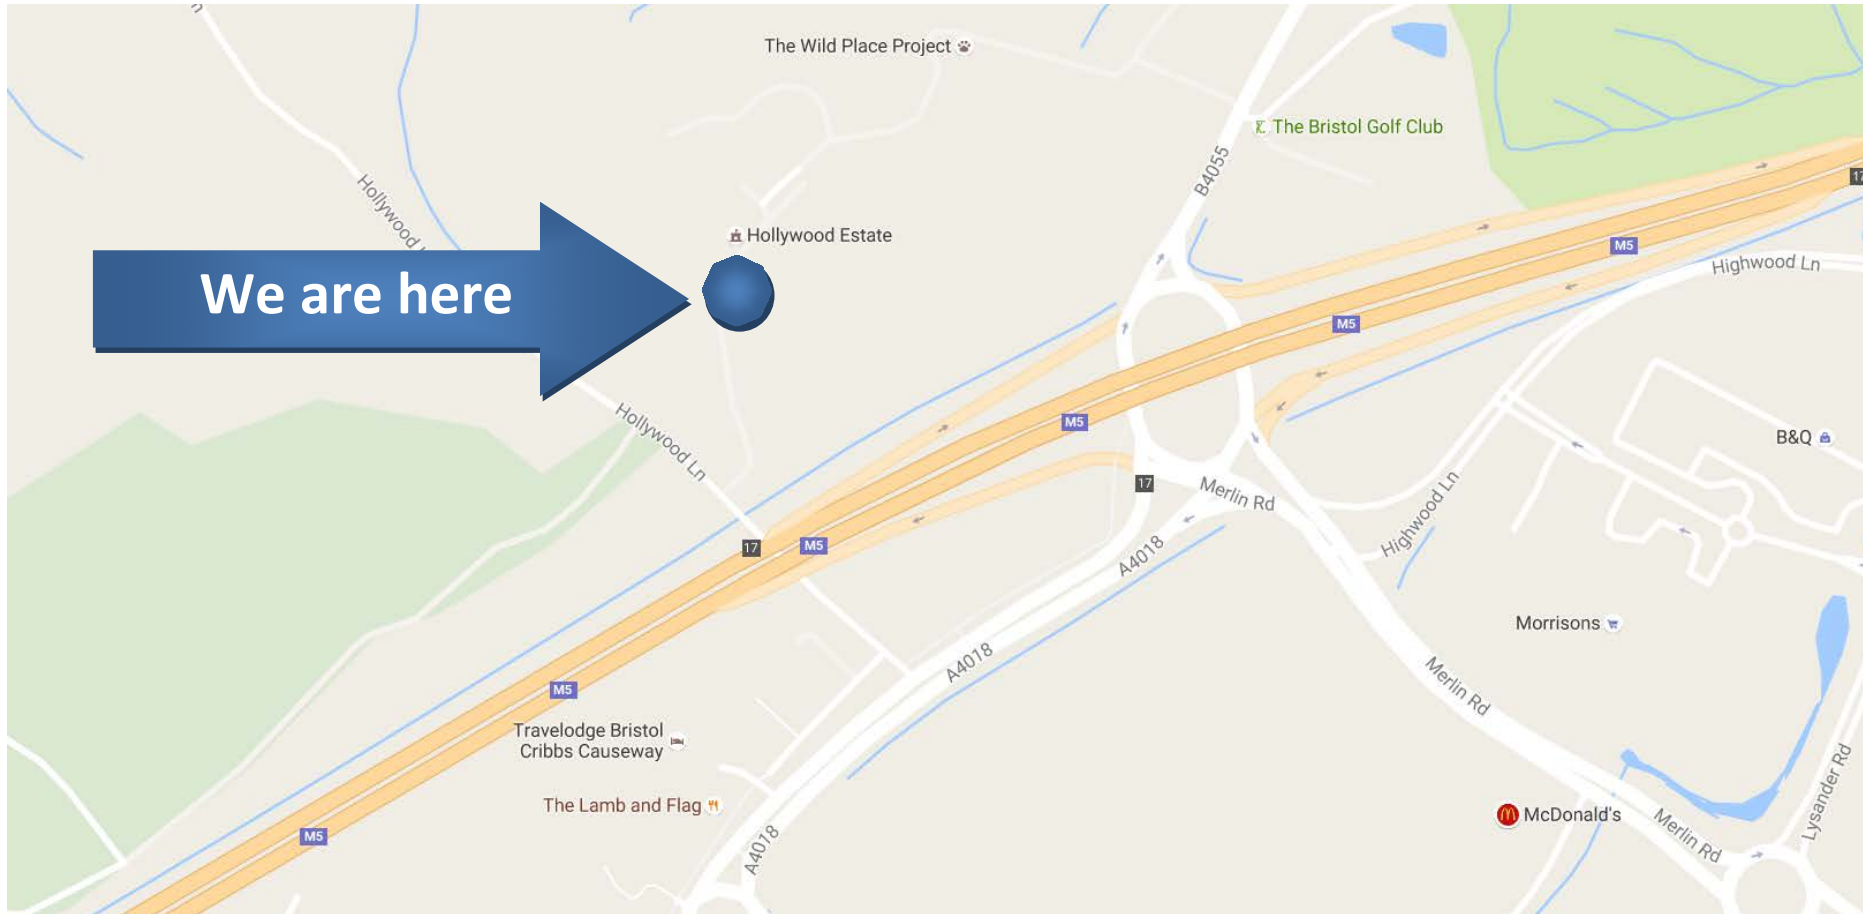 The Wild Place Project
The Bristol Golf Club
B4055
17
Hollywood
Hollywood Estate
M5
Highwood Ln
We are here
M5
Hollywood Ln
M5
B&Q
17
Merlin Rd
Highwood Ln
17
M5
A4018
Morrisons
A4018
M5
Merlin Rd
Travelodge Bristol
Cribbs Causeway
The Lamb and Flag
McDonald's
Lysander Rd
M5
A4018
Merlin Rd